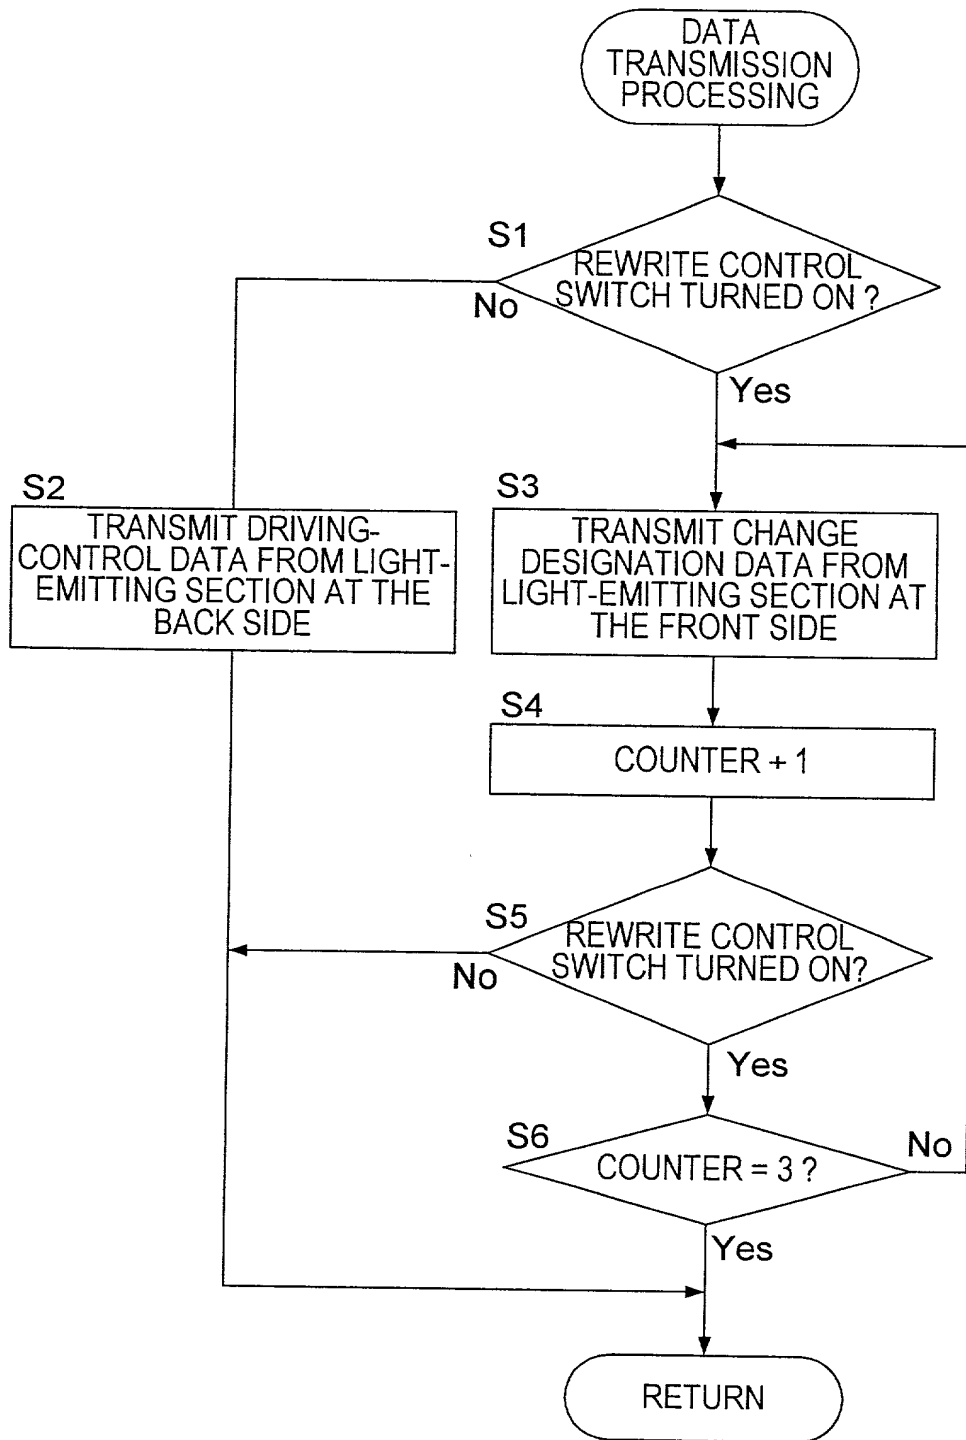 DATA
TRANSMISSION
PROCESSING
S1
REWRITE CONTROL
SWITCH TURNED ON ?
No
Yes
S2
TRANSMIT DRIVING-
CONTROL DATA FROM LIGHT-
EMITTING SECTION AT THE
BACK SIDE
S3
TRANSMIT CHANGE
DESIGNATION DATA FROM
LIGHT-EMITTING SECTION AT
THE FRONT SIDE
S4
COUNTER + 1
S5
REWRITE CONTROL
SWITCH TURNED ON?
No
Yes
S6
COUNTER = 3 ?
No
Yes
RETURN